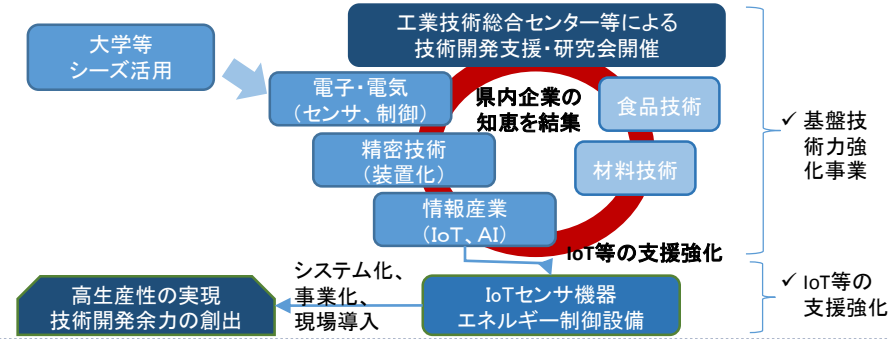 工業技術総合センター等による
技術開発支援・研究会開催
大学等
シーズ活用
電子・電気
（センサ、制御）
県内企業の
知恵を結集
食品技術
精密技術
（装置化）
材料技術
情報産業
（ＩｏＴ、ＡＩ）
✓ 基盤技
術力強
化事業
IoT等の支援強化
システム化、
事業化、
現場導入
高生産性の実現
技術開発余力の創出
IoTセンサ機器
エネルギー制御設備
✓ IoT等の
支援強化